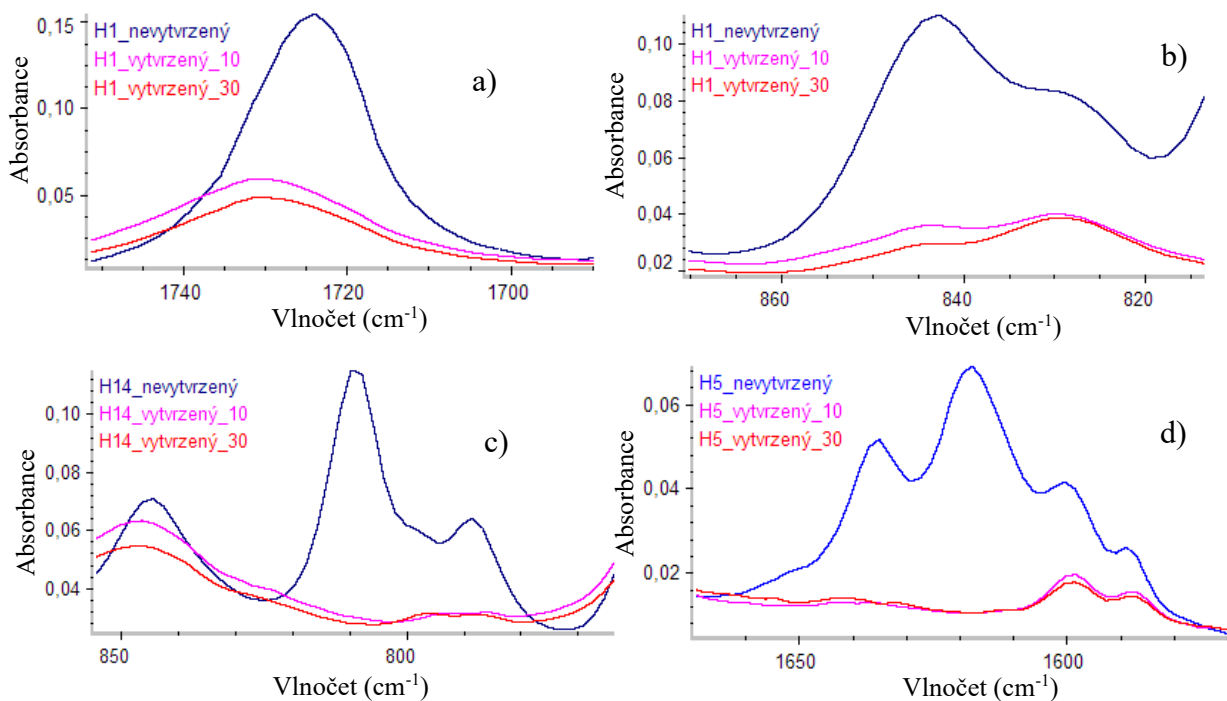 0,15
H1_nevytvrzený
H1_vytvrzený_10
H1_vytvrzený_30
a)
0,10
0,05
Absorbance
1740
1720
1700
Vlnočet (cm-1)
0,10
H1_nevytvrzený
H1_vytvrzený_10
H1_vytvrzený_30
b)
0,08
0,06
0,04
0,02
Absorbance
860
840
820
Vlnočet (cm-1)
H14_nevytvrzený
0,10
H14_vytvrzený_10
H14_vytvrzený_30
c)
0,08
0,06
0,04
Absorbance
850
800
Vlnočet (cm-1)
H5_nevytvrzený
0,06
H5_vytvrzený_10
H5_vytvrzený_30
d)
0,04
0,02
Absorbance
1650
1600
Vlnočet (cm-1)